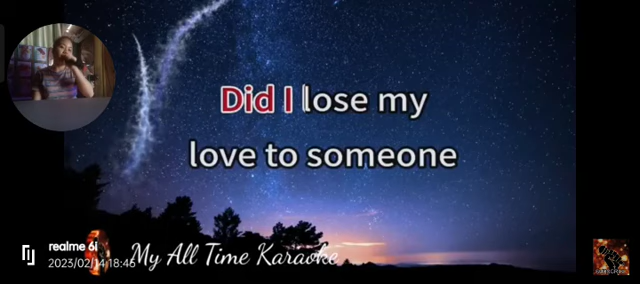 Did I lose my
love to someone
realme 6i
2023/02/14 18:46
My All Time Karaoke